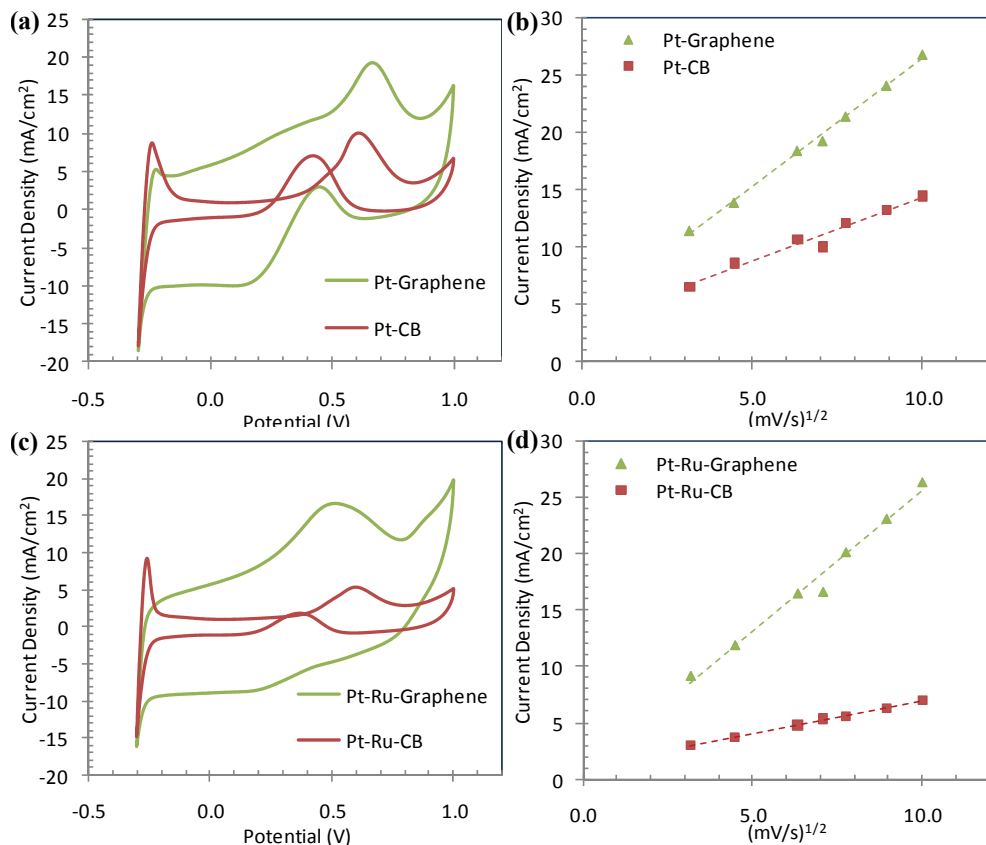 (a)
25
20
15
10
5
0
-5
-10
-15
-20
Current Density (mA/cm²)
-0.5
0.0
0.5
1.0
Potential (V)
Pt-Graphene
Pt-CB
(b)
30
25
20
15
10
5
0
Current Density (mA/cm²)
0.0
5.0
10.0
(mV/s)^1/2
Pt-Graphene
Pt-CB
(c)
25
20
15
10
5
0
-5
-10
-15
-20
Current Density (mA/cm²)
-0.5
0.0
0.5
1.0
Potential (V)
Pt-Ru-Graphene
Pt-Ru-CB
(d)
30
25
20
15
10
5
0
Current Density (mA/cm²)
0.0
5.0
10.0
(mV/s)^1/2
Pt-Ru-Graphene
Pt-Ru-CB